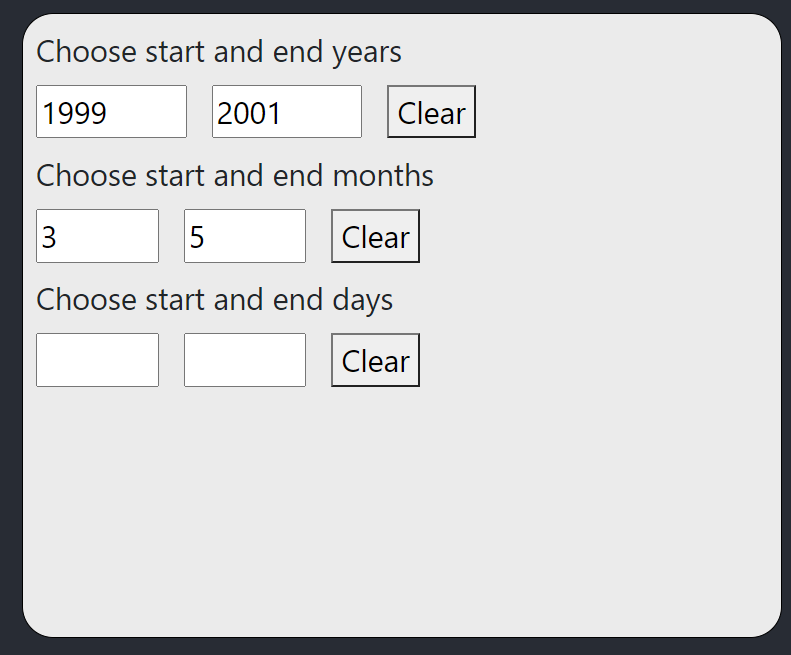 Choose start and end years
1999 2001 Clear
Choose start and end months
3 5 Clear
Choose start and end days
Clear